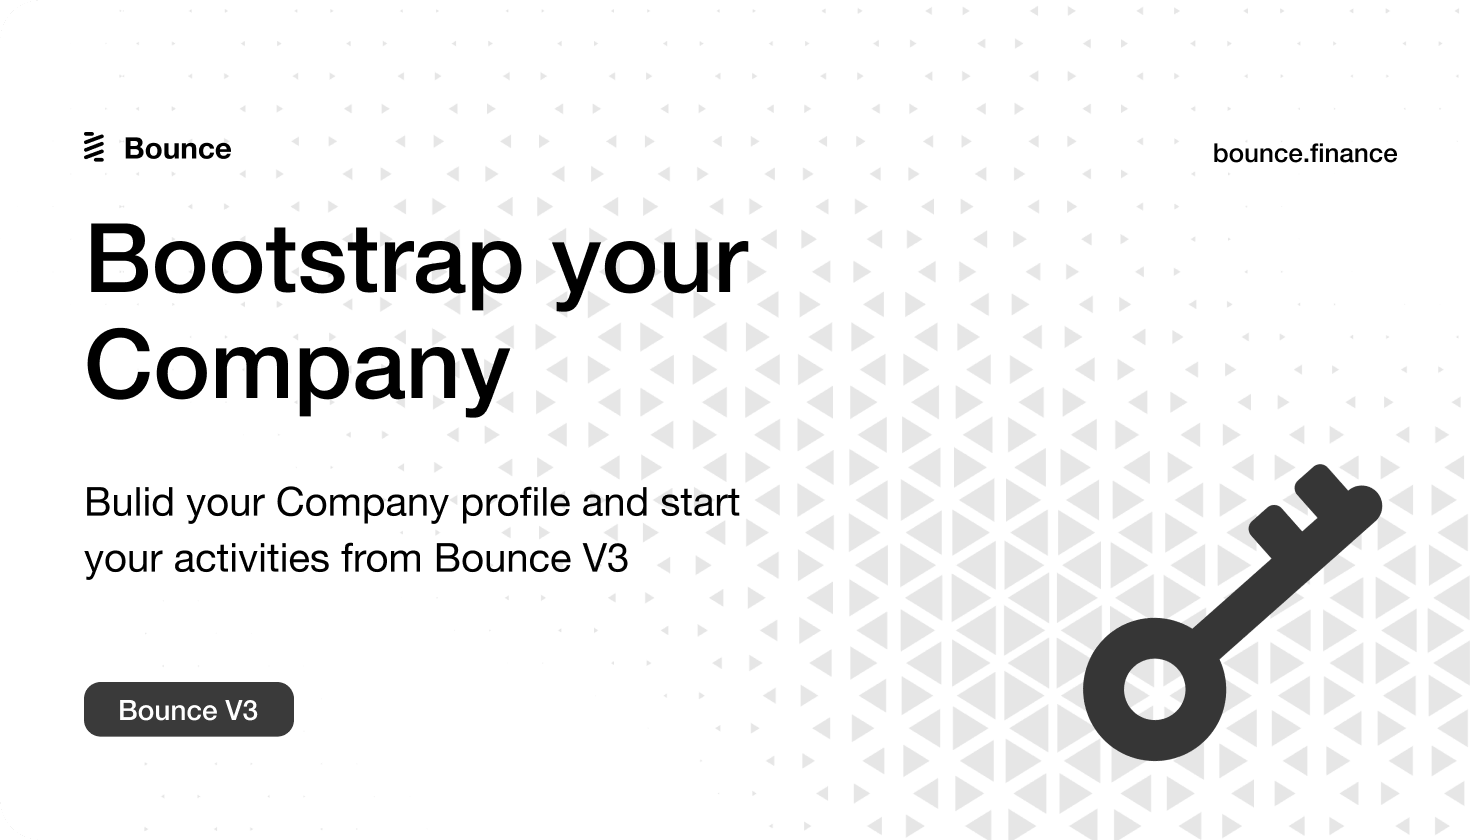 Bounce
bounce.finance
Bootstrap your
Company
Bulid your Company profile and start
your activities from Bounce V3
Bounce V3